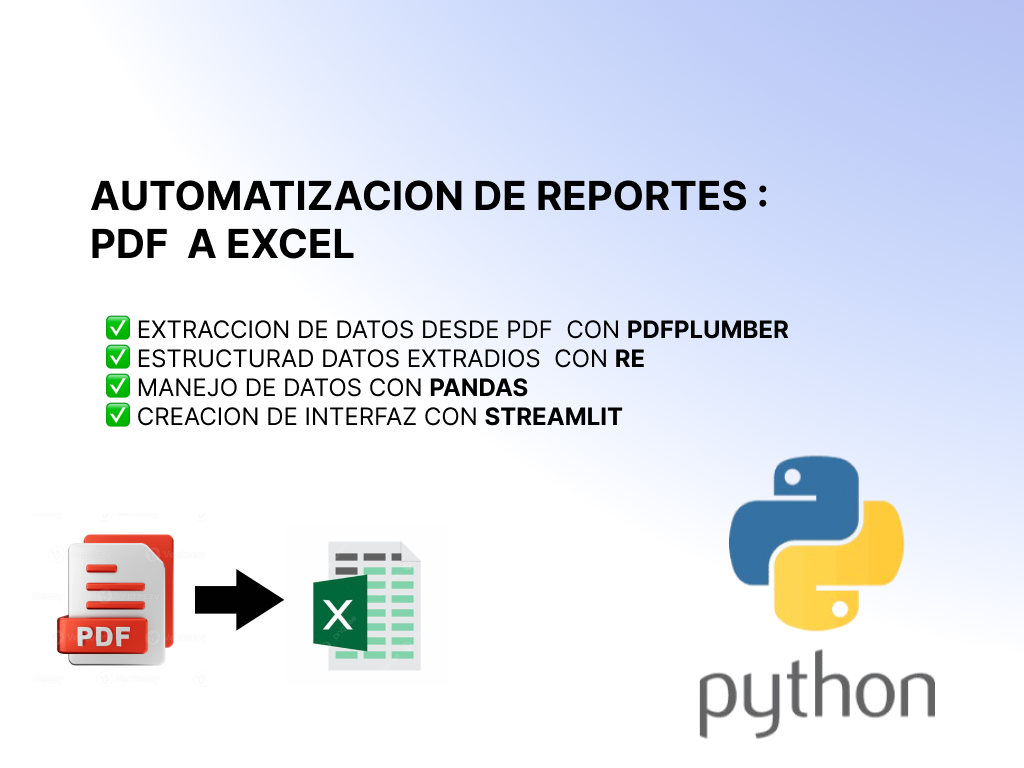 AUTOMATIZACION DE REPORTES :
PDF  A EXCEL
✅ EXTRACCION DE DATOS DESDE PDF  CON PDFPLUMBER
✅ ESTRUCTURAD DATOS EXTRADIOS  CON RE
✅ MANEJO DE DATOS CON PANDAS
✅ CREACION DE INTERFAZ CON STREAMLIT
PDF
X
python